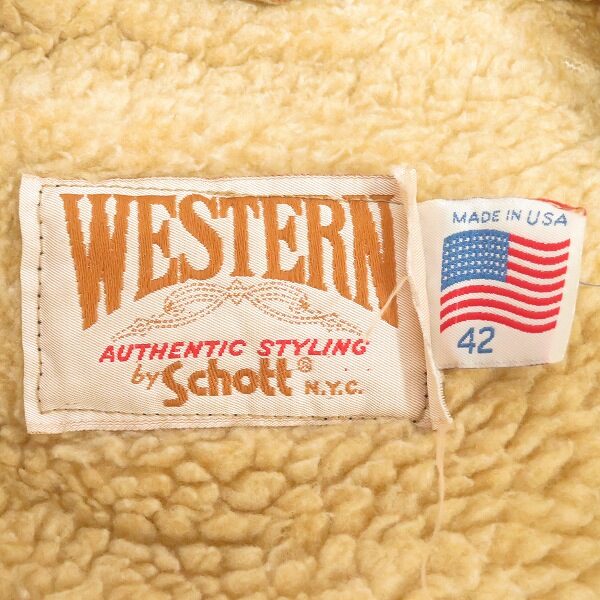 WESTERN
AUTHENTIC STYLING
by Schott® N.Y.C.
MADE IN USA
42